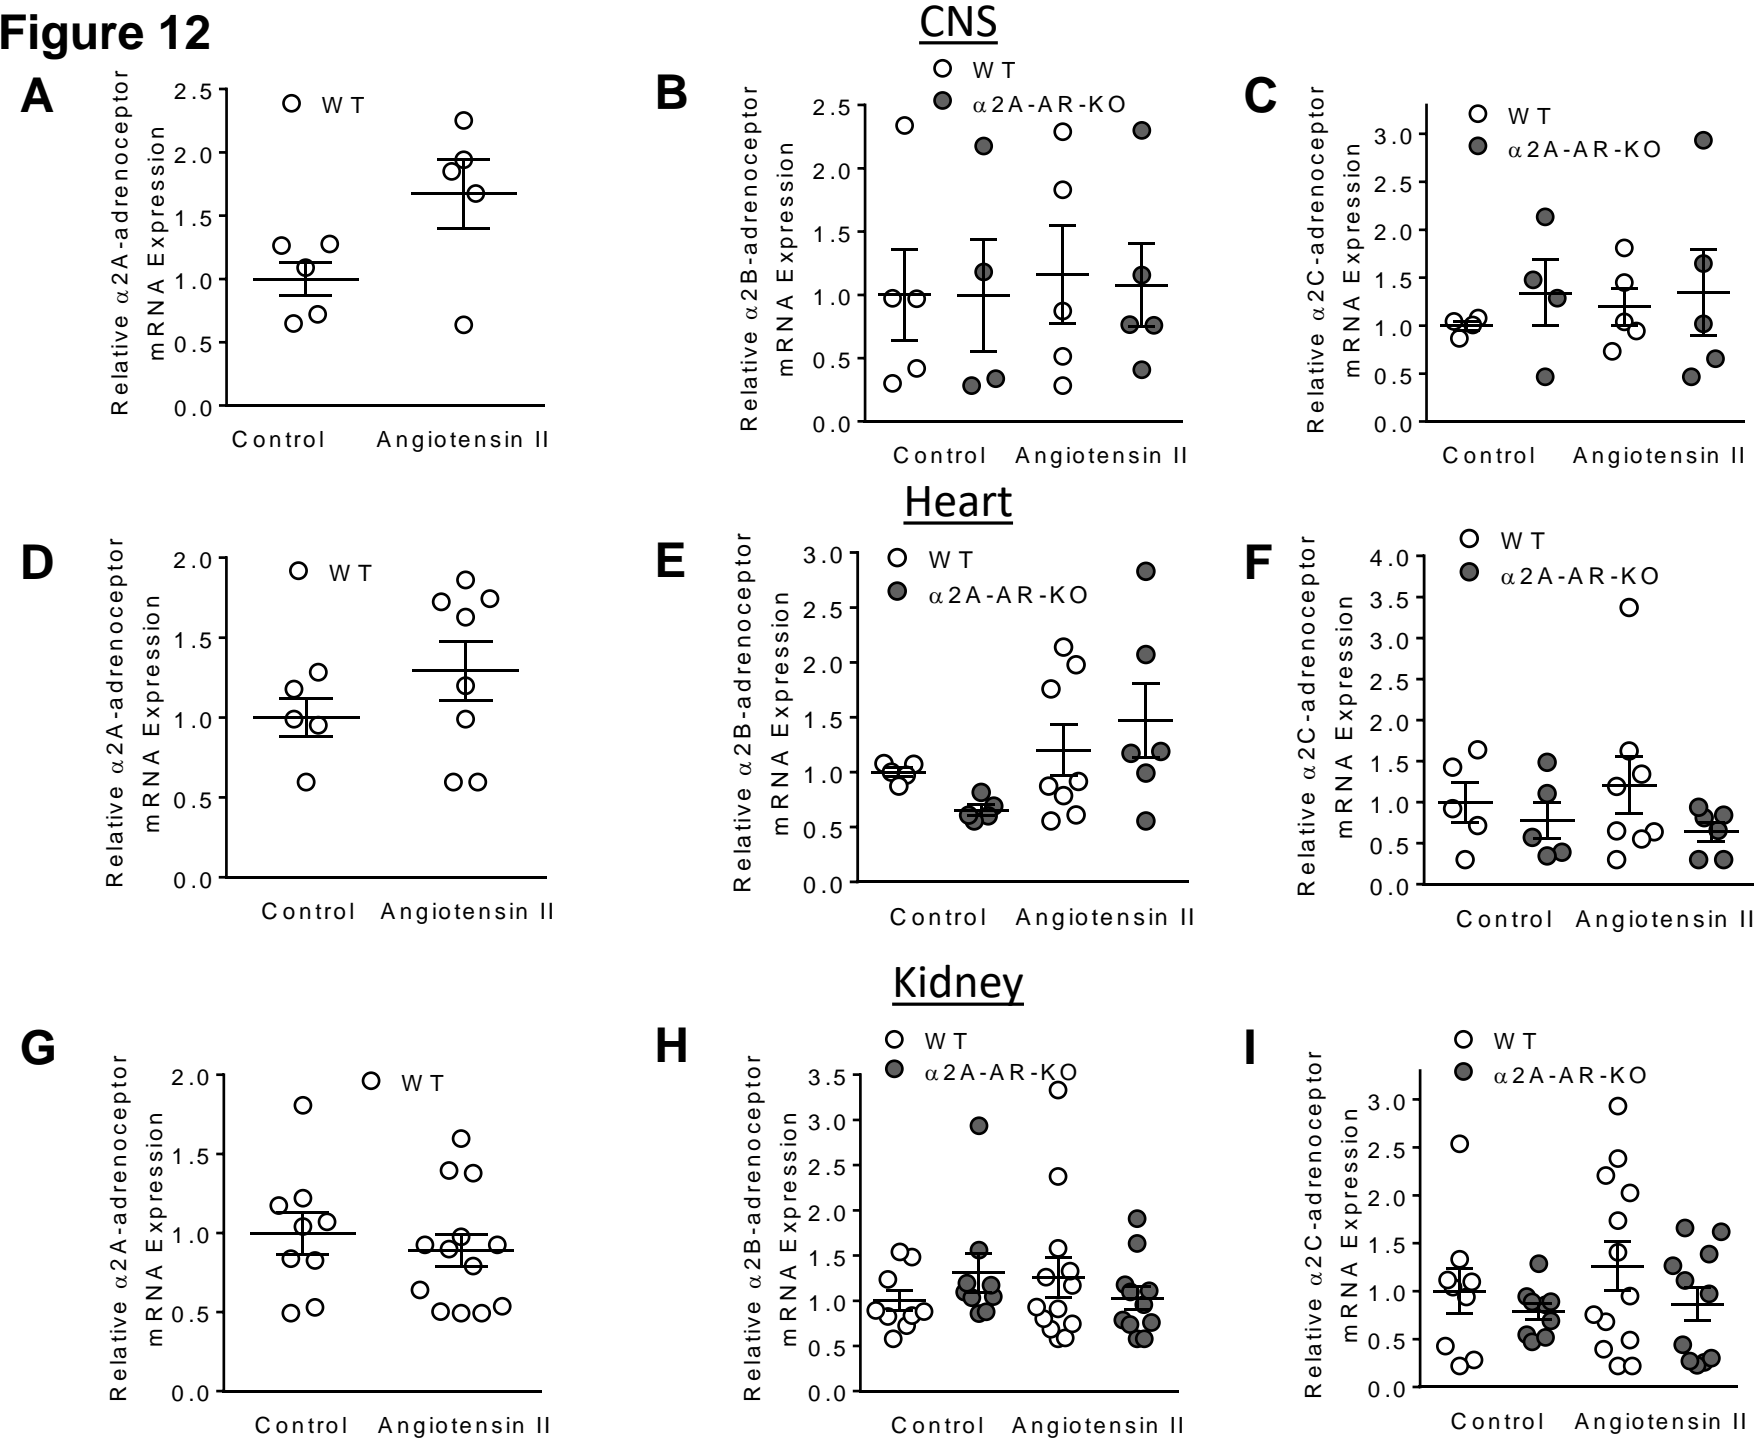 Figure 12
CNS
A
Relative α2A-adrenoceptor
mRNA Expression
2.5
2.0
1.5
1.0
0.5
0.0
WT
Control
Angiotensin II
B
Relative α2B-adrenoceptor
mRNA Expression
WT
α2A-AR-KO
2.5
2.0
1.5
1.0
0.5
0.0
Control
Angiotensin II
C
Relative α2C-adrenoceptor
mRNA Expression
WT
α2A-AR-KO
3.0
2.5
2.0
1.5
1.0
0.5
0.0
Control
Angiotensin II
Heart
D
Relative α2A-adrenoceptor
mRNA Expression
WT
2.0
1.5
1.0
0.5
0.0
Control
Angiotensin II
E
Relative α2B-adrenoceptor
mRNA Expression
WT
α2A-AR-KO
3.0
2.5
2.0
1.5
1.0
0.5
0.0
Control
Angiotensin II
F
Relative α2C-adrenoceptor
mRNA Expression
WT
α2A-AR-KO
4.0
3.5
3.0
2.5
2.0
1.5
1.0
0.5
0.0
Control
Angiotensin II
Kidney
G
Relative α2A-adrenoceptor
mRNA Expression
WT
2.0
1.5
1.0
0.5
0.0
Control
Angiotensin II
H
Relative α2B-adrenoceptor
mRNA Expression
WT
α2A-AR-KO
3.5
3.0
2.5
2.0
1.5
1.0
0.5
0.0
Control
Angiotensin II
I
Relative α2C-adrenoceptor
mRNA Expression
WT
α2A-AR-KO
3.0
2.5
2.0
1.5
1.0
0.5
0.0
Control
Angiotensin II